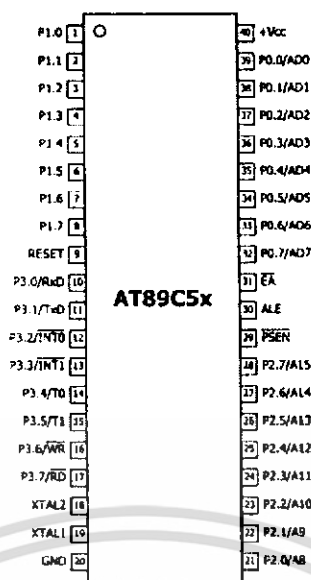 P1.0 1 40 +Vcc
P1.1 2 39 P0.0/AD0
P1.2 3 38 P0.1/AD1
P1.3 4 37 P0.2/AD2
P1.4 5 36 P0.3/AD3
P1.5 6 35 P0.4/AD4
P1.6 7 34 P0.5/AD5
P1.7 8 33 P0.6/AD6
RESET 9 32 P0.7/AD7
P3.0/RxD 10 31 EA
P3.1/TxD 11 30 ALE
AT89C5x
P3.2/INT0 12 29 PSEN
P3.3/INT1 13 28 P2.7/A15
P3.4/T0 14 27 P2.6/A14
P3.5/T1 15 26 P2.5/A13
P3.6/WR 16 25 P2.4/A12
P3.7/RD 17 24 P2.3/A11
XTAL2 18 23 P2.2/A10
XTAL1 19 22 P2.1/A9
GND 20 21 P2.0/A8